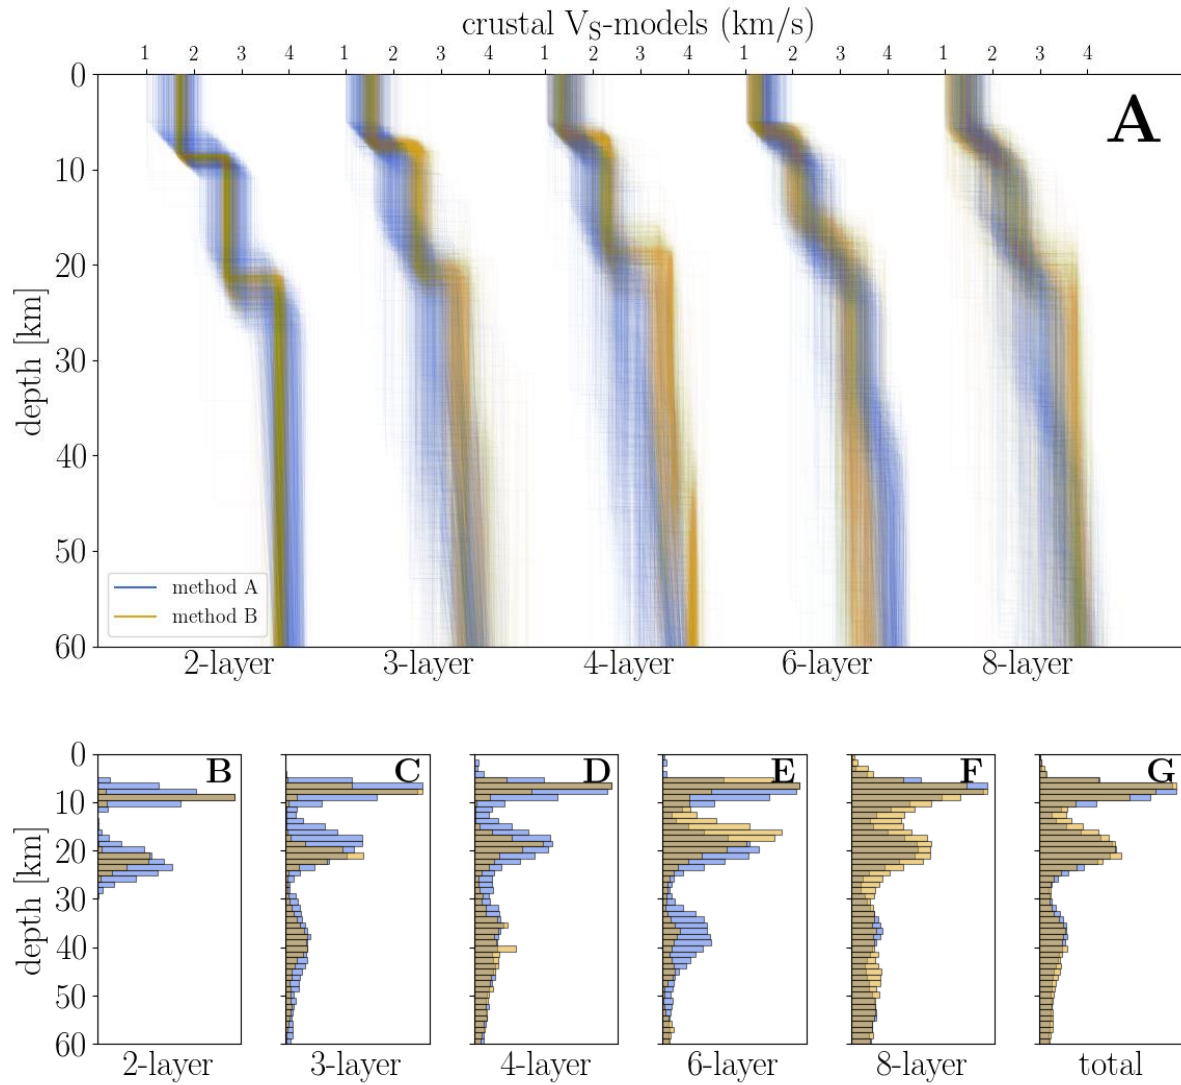 crustal VS-models (km/s)
1 2 3 4 1 2 3 4 1 2 3 4 1 2 3 4 1 2 3 4
A
0
10
20
30
40
50
60
depth [km]
method A
method B
2-layer 3-layer 4-layer 6-layer 8-layer
0
10
20
30
40
50
60
depth [km]
B C D E F G
2-layer 3-layer 4-layer 6-layer 8-layer total